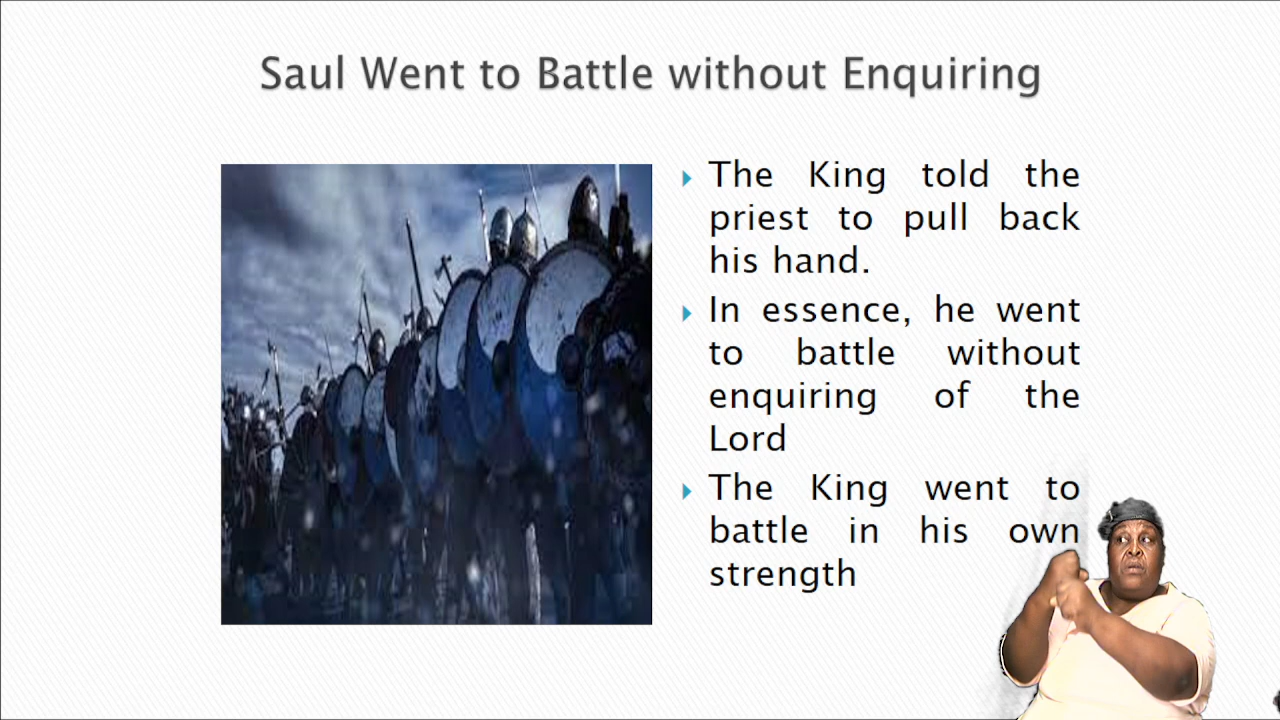 Saul Went to Battle without Enquiring
The King told the
priest to pull back
his hand.
In essence, he went
to battle without
enquiring of the
Lord
The King went to
battle in his own
strength